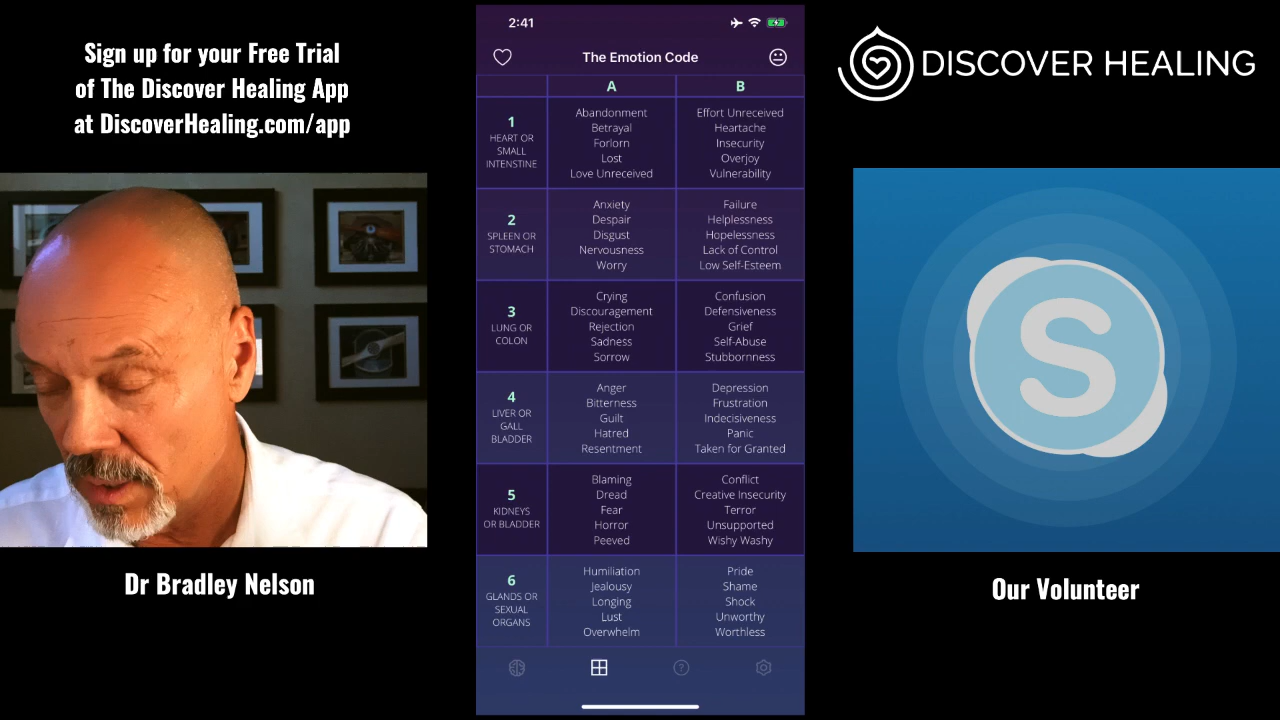 Sign up for your Free Trial
of The Discover Healing App
at DiscoverHealing.com/app
Dr Bradley Nelson
2:41
The Emotion Code
A
B
1
HEART OR
SMALL
INTENSTINE
Abandonment
Betrayal
Forlorn
Lost
Love Unreceived
Effort Unreceived
Heartache
Insecurity
Overjoy
Vulnerability
2
SPLEEN OR
STOMACH
Anxiety
Despair
Disgust
Nervousness
Worry
Failure
Helplessness
Hopelessness
Lack of Control
Low Self-Esteem
3
LUNG OR
COLON
Crying
Discouragement
Rejection
Sadness
Sorrow
Confusion
Defensiveness
Grief
Self-Abuse
Stubbornness
4
LIVER OR
GALL
BLADDER
Anger
Bitterness
Guilt
Hatred
Resentment
Depression
Frustration
Indecisiveness
Panic
Taken for Granted
5
KIDNEYS
OR BLADDER
Blaming
Dread
Fear
Horror
Peeved
Conflict
Creative Insecurity
Terror
Unsupported
Wishy Washy
6
GLANDS OR
SEXUAL
ORGANS
Humiliation
Jealousy
Longing
Lust
Overwhelm
Pride
Shame
Shock
Unworthy
Worthless
?
DISCOVER HEALING
S
Our Volunteer